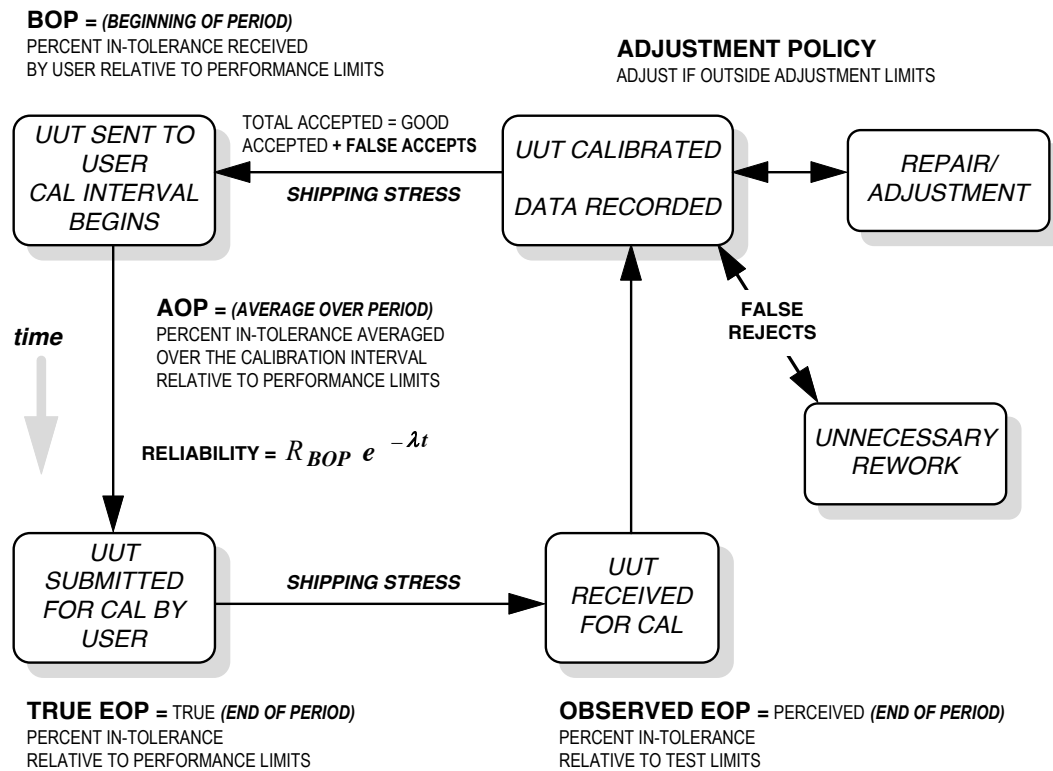 BOP = (BEGINNING OF PERIOD)
PERCENT IN-TOLERANCE RECEIVED
BY USER RELATIVE TO PERFORMANCE LIMITS
ADJUSTMENT POLICY
ADJUST IF OUTSIDE ADJUSTMENT LIMITS
UUT SENT TO
USER
CAL INTERVAL
BEGINS
TOTAL ACCEPTED = GOOD
ACCEPTED + FALSE ACCEPTS
SHIPPING STRESS
UUT CALIBRATED
DATA RECORDED
REPAIR/
ADJUSTMENT
FALSE
REJECTS
UNNECESSARY
REWORK
time
AOP = (AVERAGE OVER PERIOD)
PERCENT IN-TOLERANCE AVERAGED
OVER THE CALIBRATION INTERVAL
RELATIVE TO PERFORMANCE LIMITS
RELIABILITY = R BOP e −λt
UUT
SUBMITTED
FOR CAL BY
USER
SHIPPING STRESS
UUT
RECEIVED
FOR CAL
TRUE EOP = TRUE (END OF PERIOD)
PERCENT IN-TOLERANCE
RELATIVE TO PERFORMANCE LIMITS
OBSERVED EOP = PERCEIVED (END OF PERIOD)
PERCENT IN-TOLERANCE
RELATIVE TO TEST LIMITS